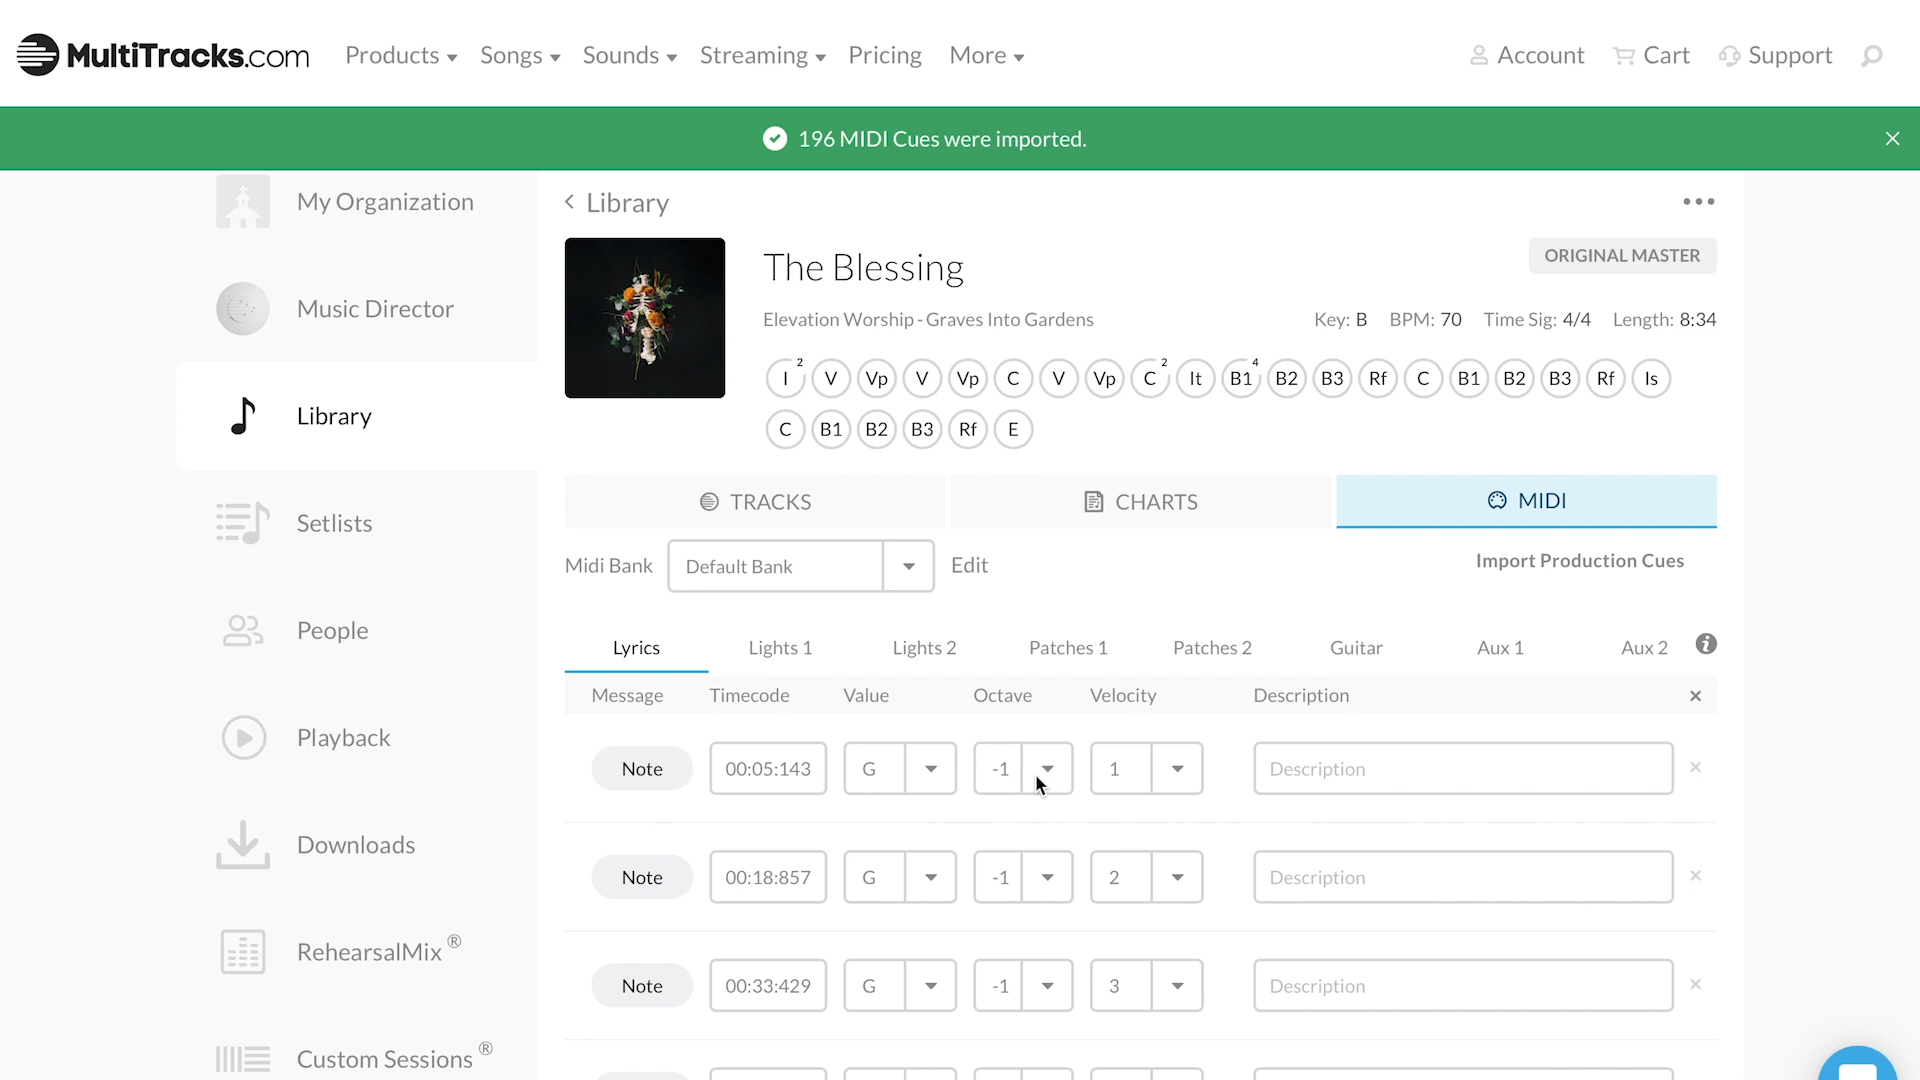 MultiTracks.com Products Songs Sounds Streaming Pricing More Account Cart Support
196 MIDI Cues were imported.
My Organization
Music Director
Library
Setlists
People
Playback
Downloads
RehearsalMix ®
Custom Sessions ®
< Library
The Blessing ORIGINAL MASTER
Elevation Worship - Graves Into Gardens Key: B BPM: 70 Time Sig: 4/4 Length: 8:34
I 2 V Vp V Vp C V Vp C 2 It B1 4 B2 B3 Rf C B1 B2 B3 Rf Is
C B1 B2 B3 Rf E
TRACKS CHARTS MIDI
Midi Bank Default Bank Edit Import Production Cues
Lyrics Lights 1 Lights 2 Patches 1 Patches 2 Guitar Aux 1 Aux 2 i
Message Timecode Value Octave Velocity Description ×
Note 00:05:143 G -1 1 Description ×
Note 00:18:857 G -1 2 Description ×
Note 00:33:429 G -1 3 Description ×